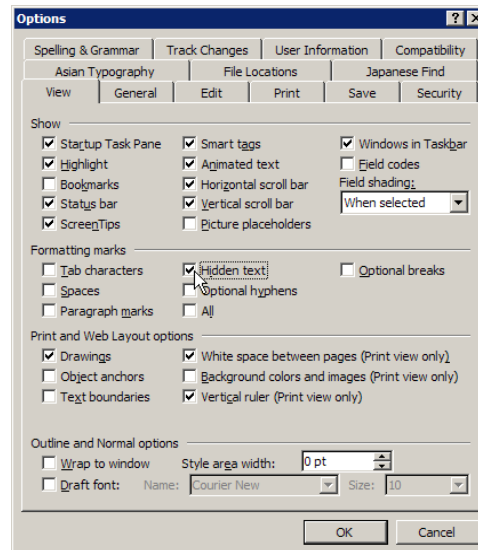 Options
Spelling & Grammar Track Changes User Information Compatibility
Asian Typography File Locations Japanese Find
View General Edit Print Save Security
Show
Startup Task Pane Smart tags Windows in Taskbar
Highlight Animated text Field codes
Bookmarks Horizontal scroll bar Field shading:
Status bar Vertical scroll bar When selected
ScreenTips Picture placeholders
Formatting marks
Tab characters Hidden text Optional breaks
Spaces Optional hyphens
Paragraph marks All
Print and Web Layout options
Drawings White space between pages (Print view only)
Object anchors Background colors and images (Print view only)
Text boundaries Vertical ruler (Print view only)
Outline and Normal options
Wrap to window Style area width: 0 pt
Draft font: Name: Courier New Size: 10
OK Cancel